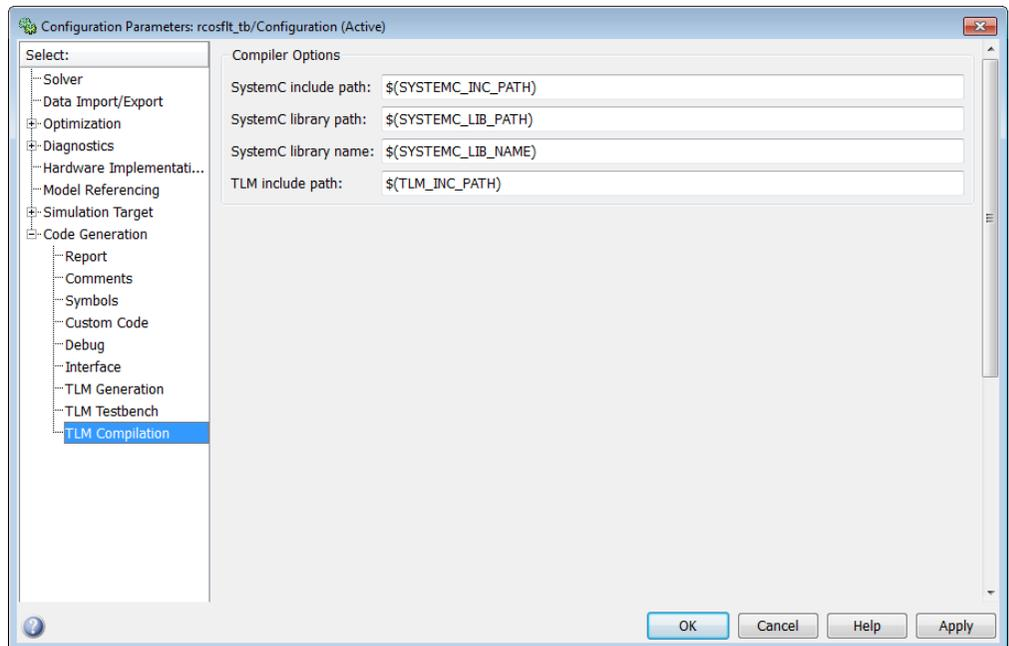 Configuration Parameters: rcosflt_tb/Configuration (Active)
Select:
Solver
Data Import/Export
Optimization
Diagnostics
Hardware Implementati...
Model Referencing
Simulation Target
Code Generation
Report
Comments
Symbols
Custom Code
Debug
Interface
TLM Generation
TLM Testbench
TLM Compilation
Compiler Options
SystemC include path: $(SYSTEMC_INC_PATH)
SystemC library path: $(SYSTEMC_LIB_PATH)
SystemC library name: $(SYSTEMC_LIB_NAME)
TLM include path: $(TLM_INC_PATH)
OK Cancel Help Apply